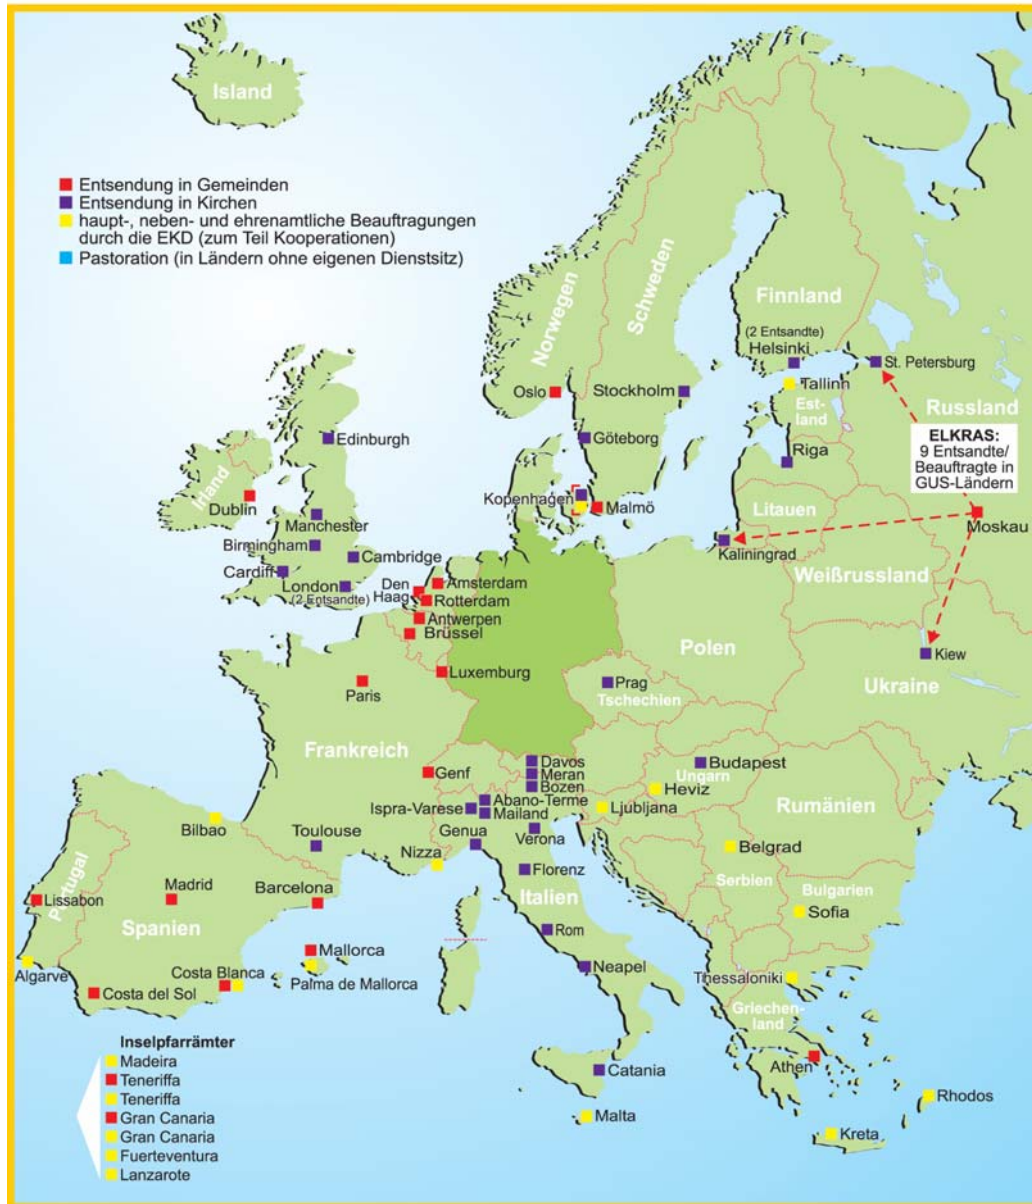 Island
Entsendung in Gemeinden
Entsendung in Kirchen
haupt-, neben- und ehrenamtliche Beauftragungen
durch die EKD (zum Teil Kooperationen)
Pastoration (in Ländern ohne eigenen Dienstsitz)
Norwegen
Schweden
Finnland
(2 Entsandte)
Helsinki
St. Petersburg
Oslo
Stockholm
Tallinn
Est-
land
Russland
ELKRAS:
9 Entsandte/
Beauftragte in
GUS-Ländern
Edinburgh
Göteborg
Riga
Irland
Dublin
Kopenhagen
Malmö
Litauen
Moskau
Manchester
Birmingham
Cambridge
Kaliningrad
Cardiff
London
(2 Entsandte)
Den
Haag
Amsterdam
Rotterdam
Antwerpen
Brüssel
Weißrussland
Polen
Kiew
Luxemburg
Paris
Prag
Tschechien
Ukraine
Frankreich
Davos
Meran
Bozen
Budapest
Ungarn
Genf
Heviz
Abano-Terme
Ispra-Varese
Mailand
Ljubljana
Rumänien
Bilbao
Toulouse
Genua
Verona
Nizza
Belgrad
Florenz
Serbien
Bulgarien
Portugal
Lissabon
Madrid
Barcelona
Italien
Sofia
Spanien
Rom
Mallorca
Neapel
Algarve
Costa Blanca
Palma de Mallorca
Thessaloniki
Costa del Sol
Griechen-
land
Inselpfarrämter
Madeira
Teneriffa
Teneriffa
Gran Canaria
Gran Canaria
Fuerteventura
Lanzarote
Catania
Athen
Malta
Rhodos
Kreta